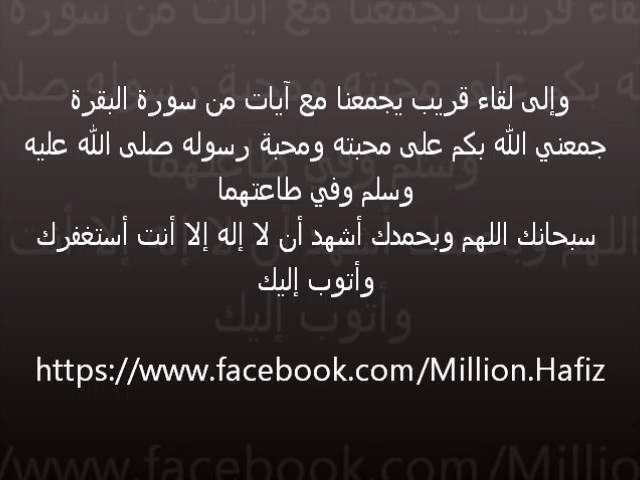 وإلى لقاء قريب يجمعنا مع آيات من سورة البقرة
جمعني الله بكم على محبته ومحبة رسوله صلى الله عليه
وسلم وفي طاعتهما
سبحانك اللهم وبحمدك أشهد أن لا إله إلا أنت أستغفرك
وأتوب إليك
https://www.facebook.com/Million.Hafiz